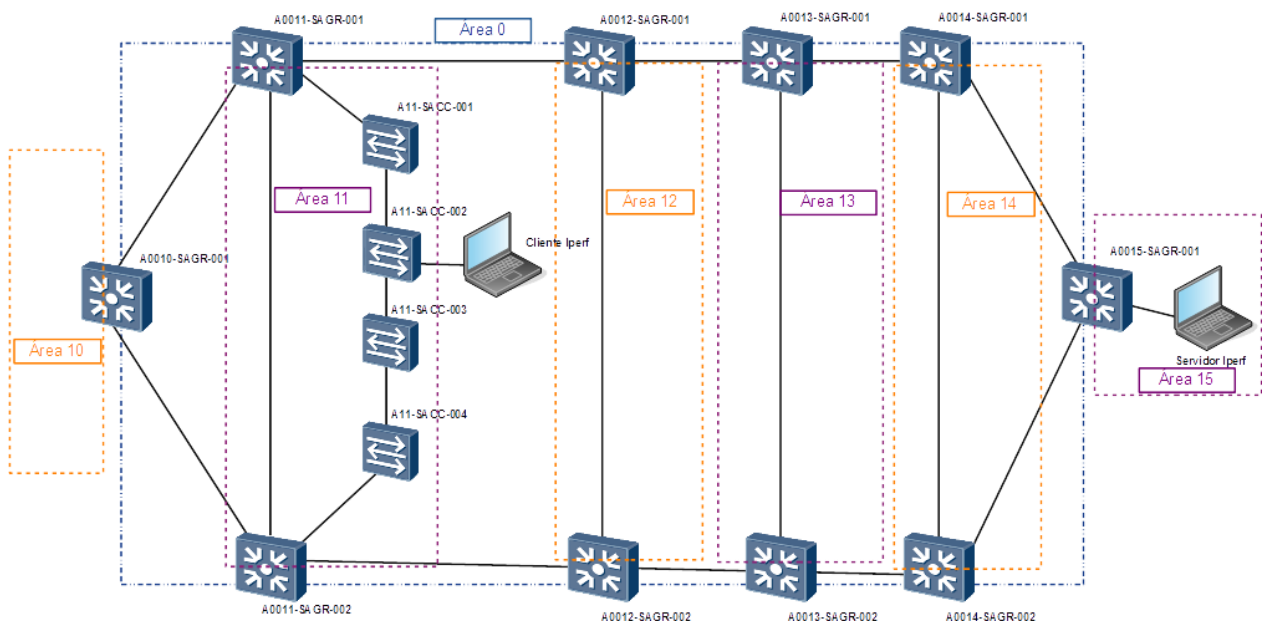 A0011-SAGR-001
A0012-SAGR-001
A0013-SAGR-001
A0014-SAGR-001
Área 0
A11-SACC-001
Área 11
Área 12
Área 13
Área 14
A11-SACC-002
Cliente Iperf
A0010-SAGR-001
A0015-SAGR-001
A11-SACC-003
Área 10
Servidor Iperf
Área 15
A11-SACC-004
A0011-SAGR-002
A0012-SAGR-002
A0013-SAGR-002
A0014-SAGR-002